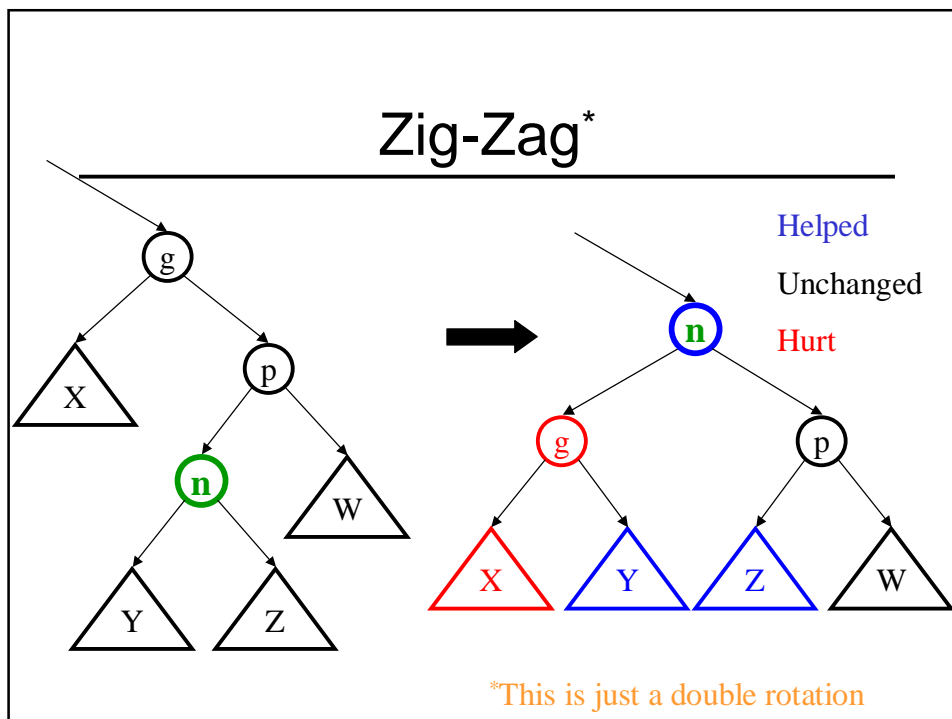 Zig-Zag*
g
X
p
n
W
Y
Z
Helped
Unchanged
Hurt
n
g
p
X
Y
Z
W
*This is just a double rotation